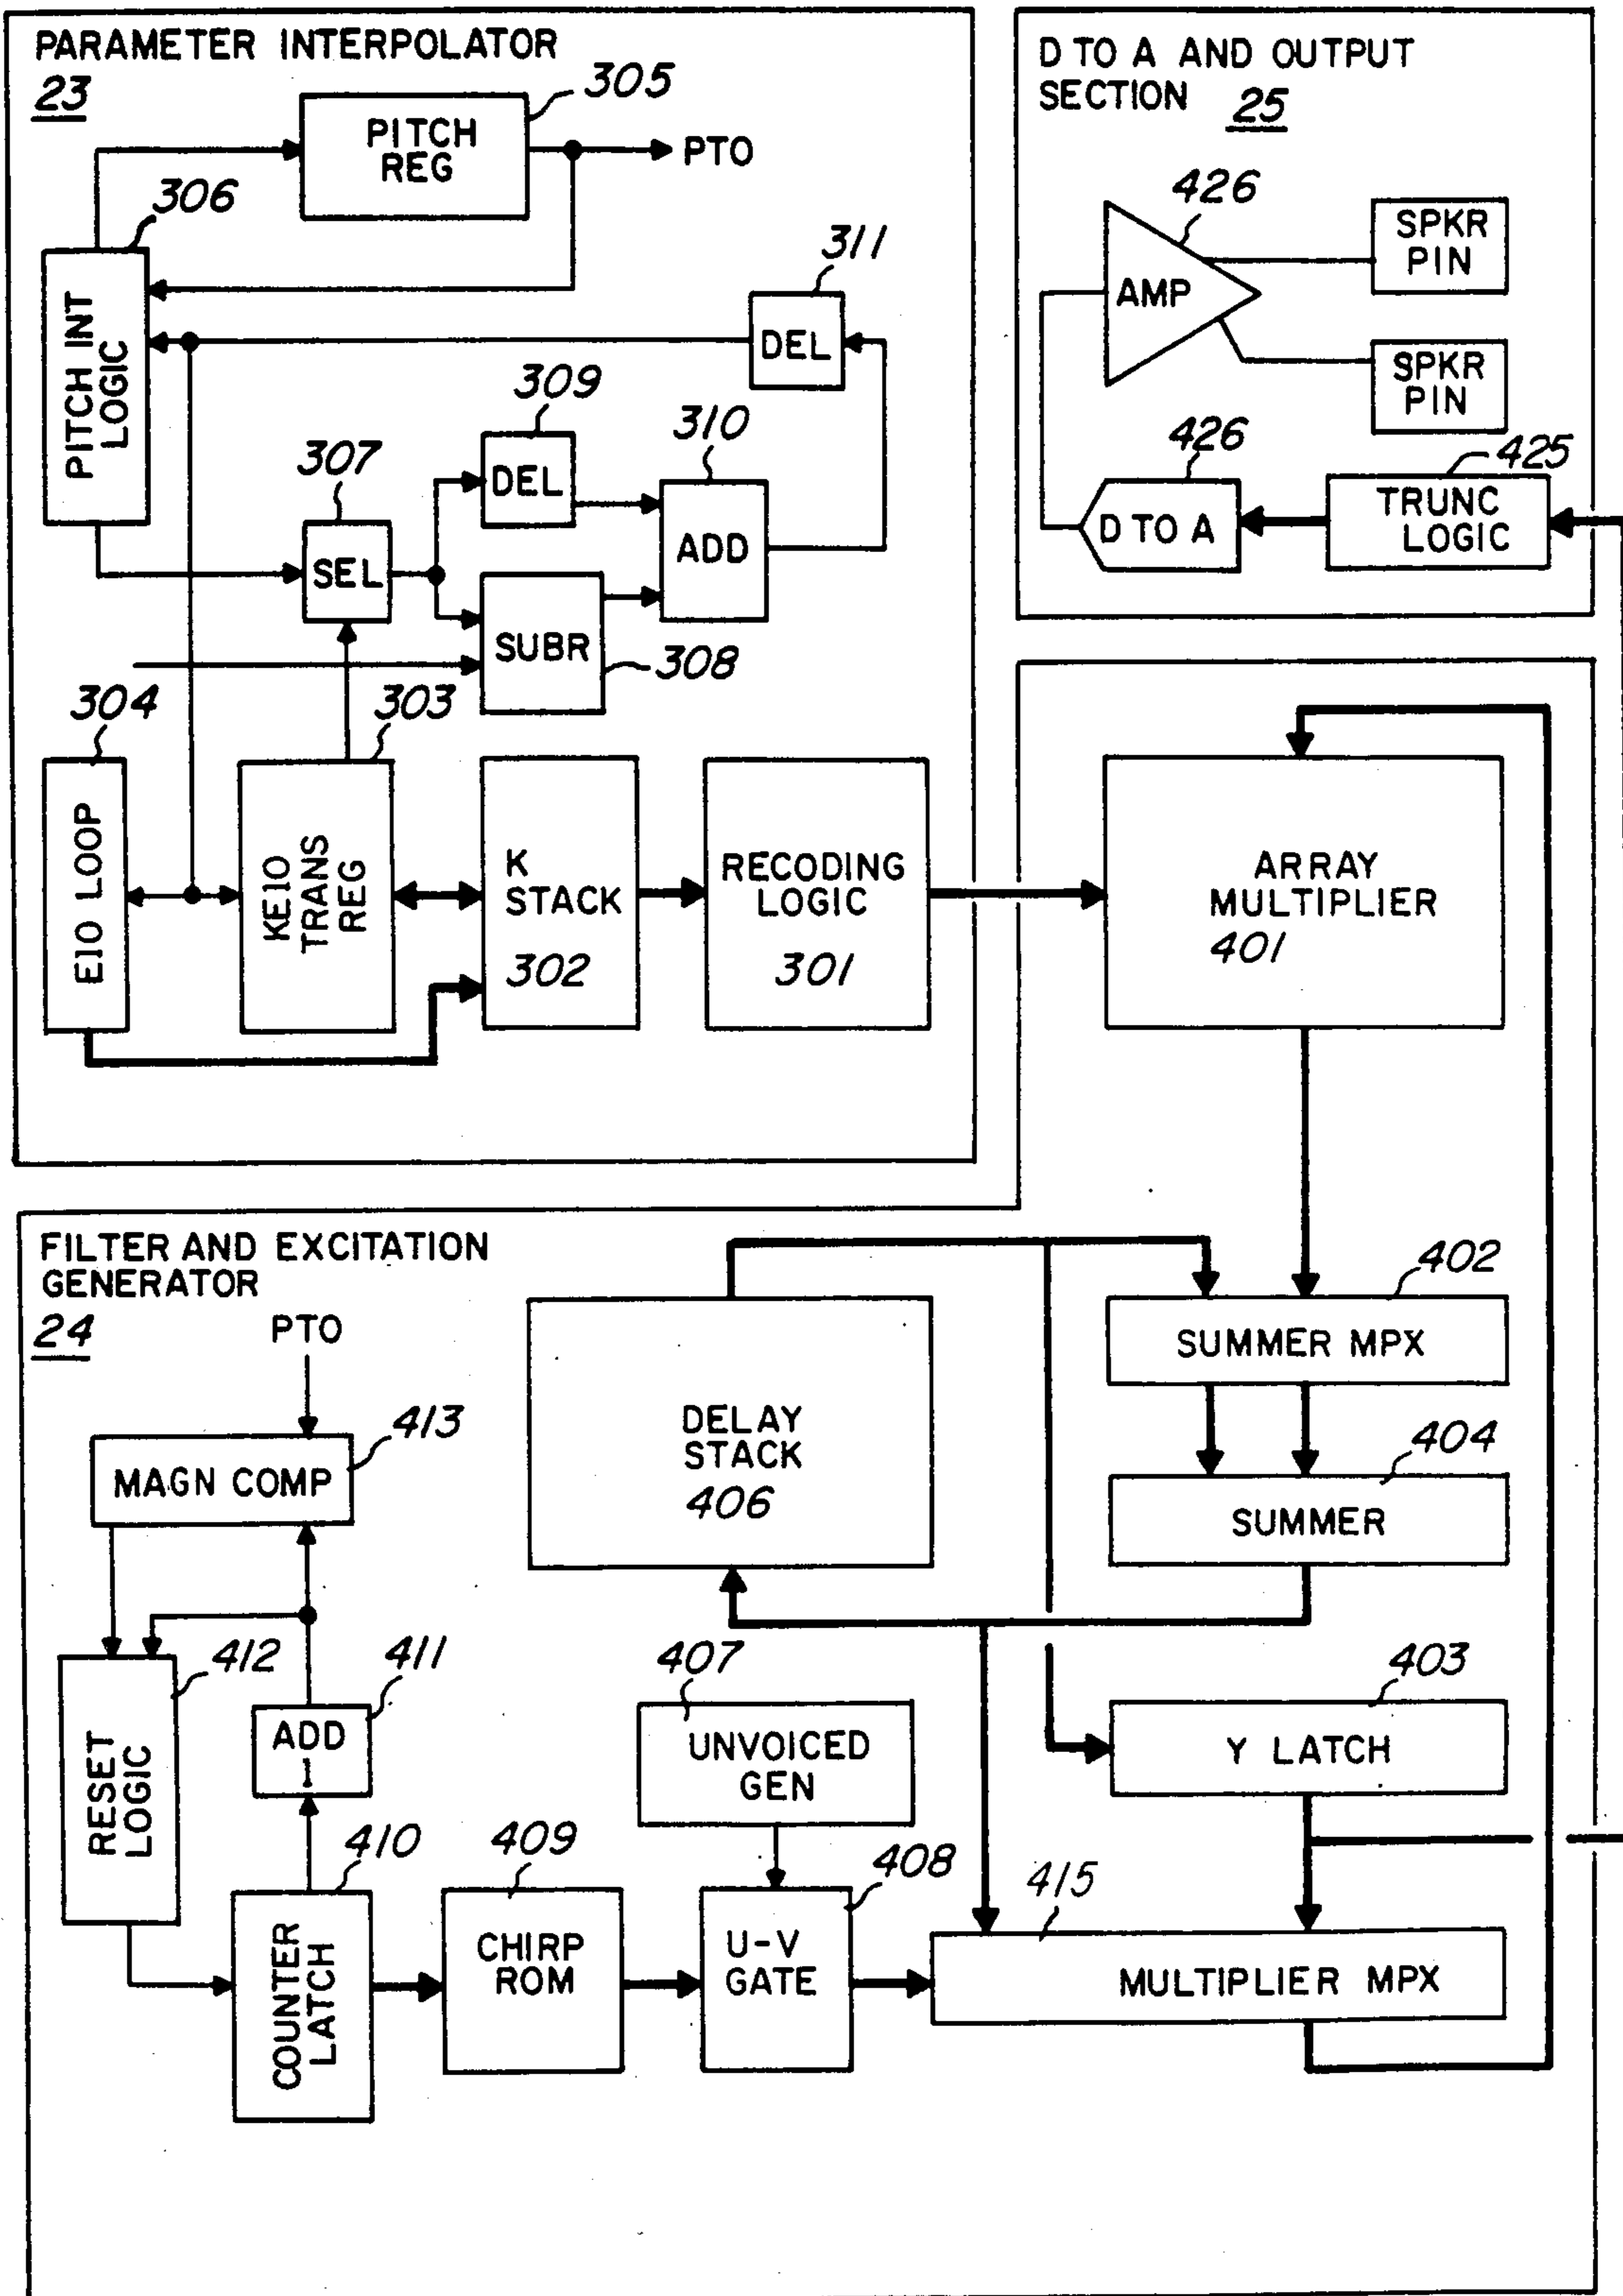 PARAMETER INTERPOLATOR
23
305
PITCH
REG
PTO
306
PITCH INT
LOGIC
311
DEL
309
DEL
310
ADD
307
SEL
SUBR
308
304
E10 LOOP
303
KE10
TRANS
REG
K
STACK
302
RECODING
LOGIC
301
D TO A AND OUTPUT
SECTION 25
426
AMP
SPKR
PIN
SPKR
PIN
426
D TO A
425
TRUNC
LOGIC
ARRAY
MULTIPLIER
401
FILTER AND EXCITATION
GENERATOR
24
PTO
413
MAGN COMP
DELAY
STACK
406
402
SUMMER MPX
404
SUMMER
412
RESET
LOGIC
411
ADD
1
407
UNVOICED
GEN
403
Y LATCH
410
COUNTER
LATCH
409
CHIRP
ROM
408
U-V
GATE
415
MULTIPLIER MPX